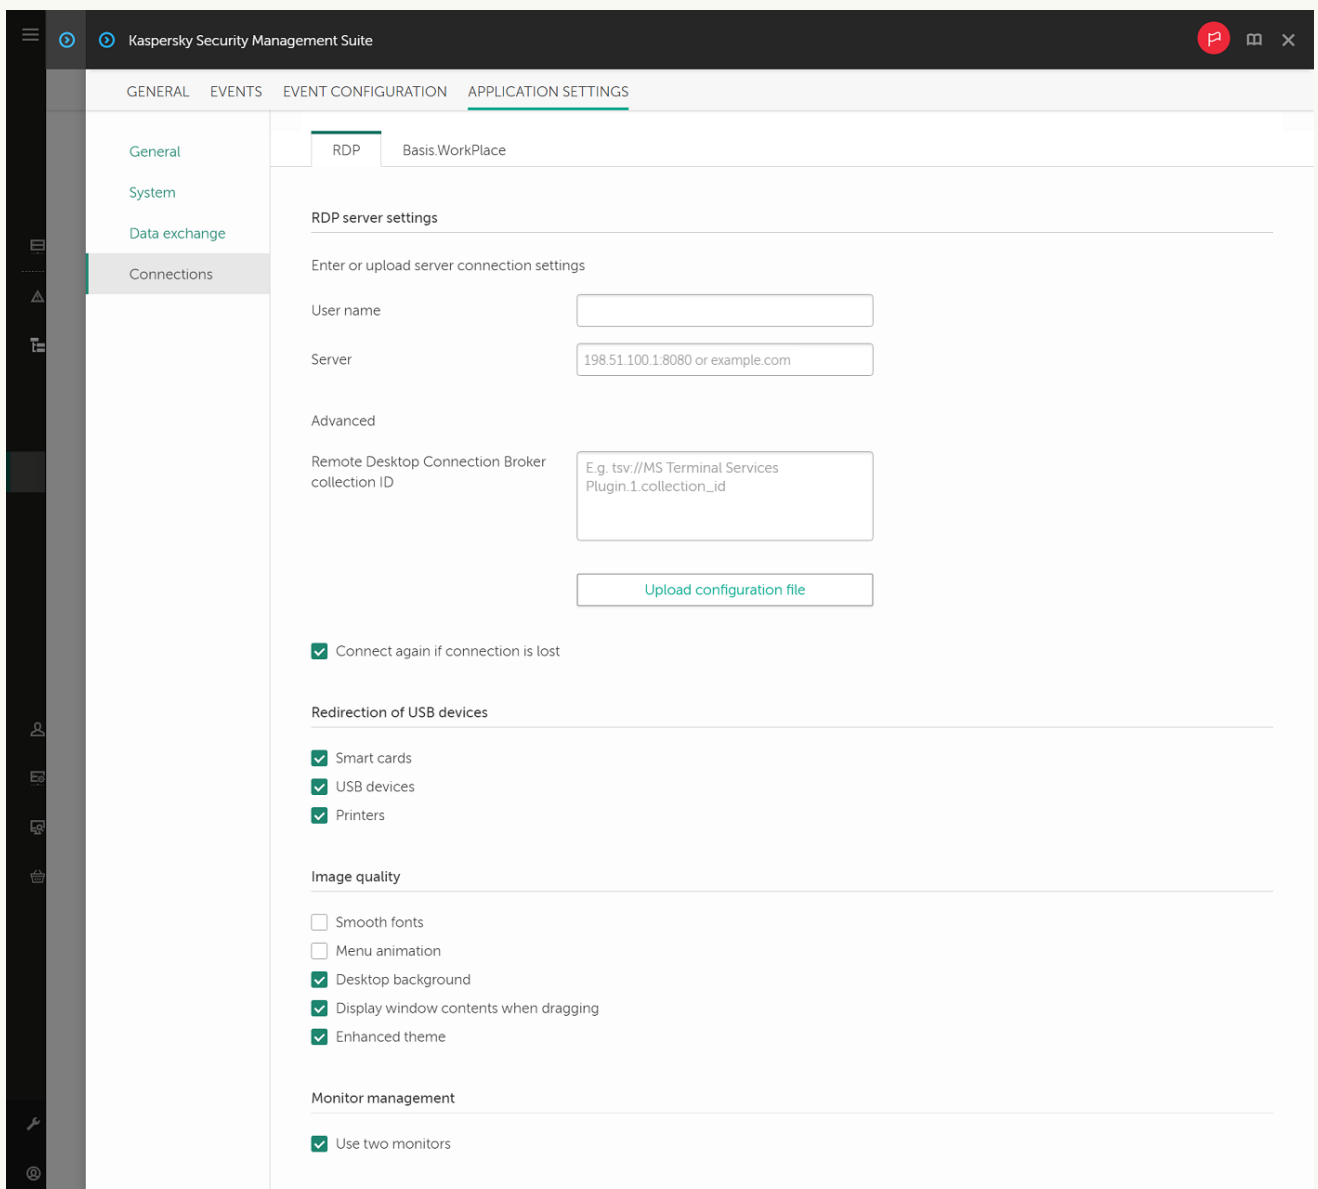 Kaspersky Security Management Suite
GENERAL EVENTS EVENT CONFIGURATION APPLICATION SETTINGS
General
System
Data exchange
Connections
RDP Basis.WorkPlace
RDP server settings
Enter or upload server connection settings
User name
Server 198.51.100.1:8080 or example.com
Advanced
Remote Desktop Connection Broker
collection ID
E.g. tsv://MS Terminal Services
Plugin.1.collection_id
Upload configuration file
Connect again if connection is lost
Redirection of USB devices
Smart cards
USB devices
Printers
Image quality
Smooth fonts
Menu animation
Desktop background
Display window contents when dragging
Enhanced theme
Monitor management
Use two monitors